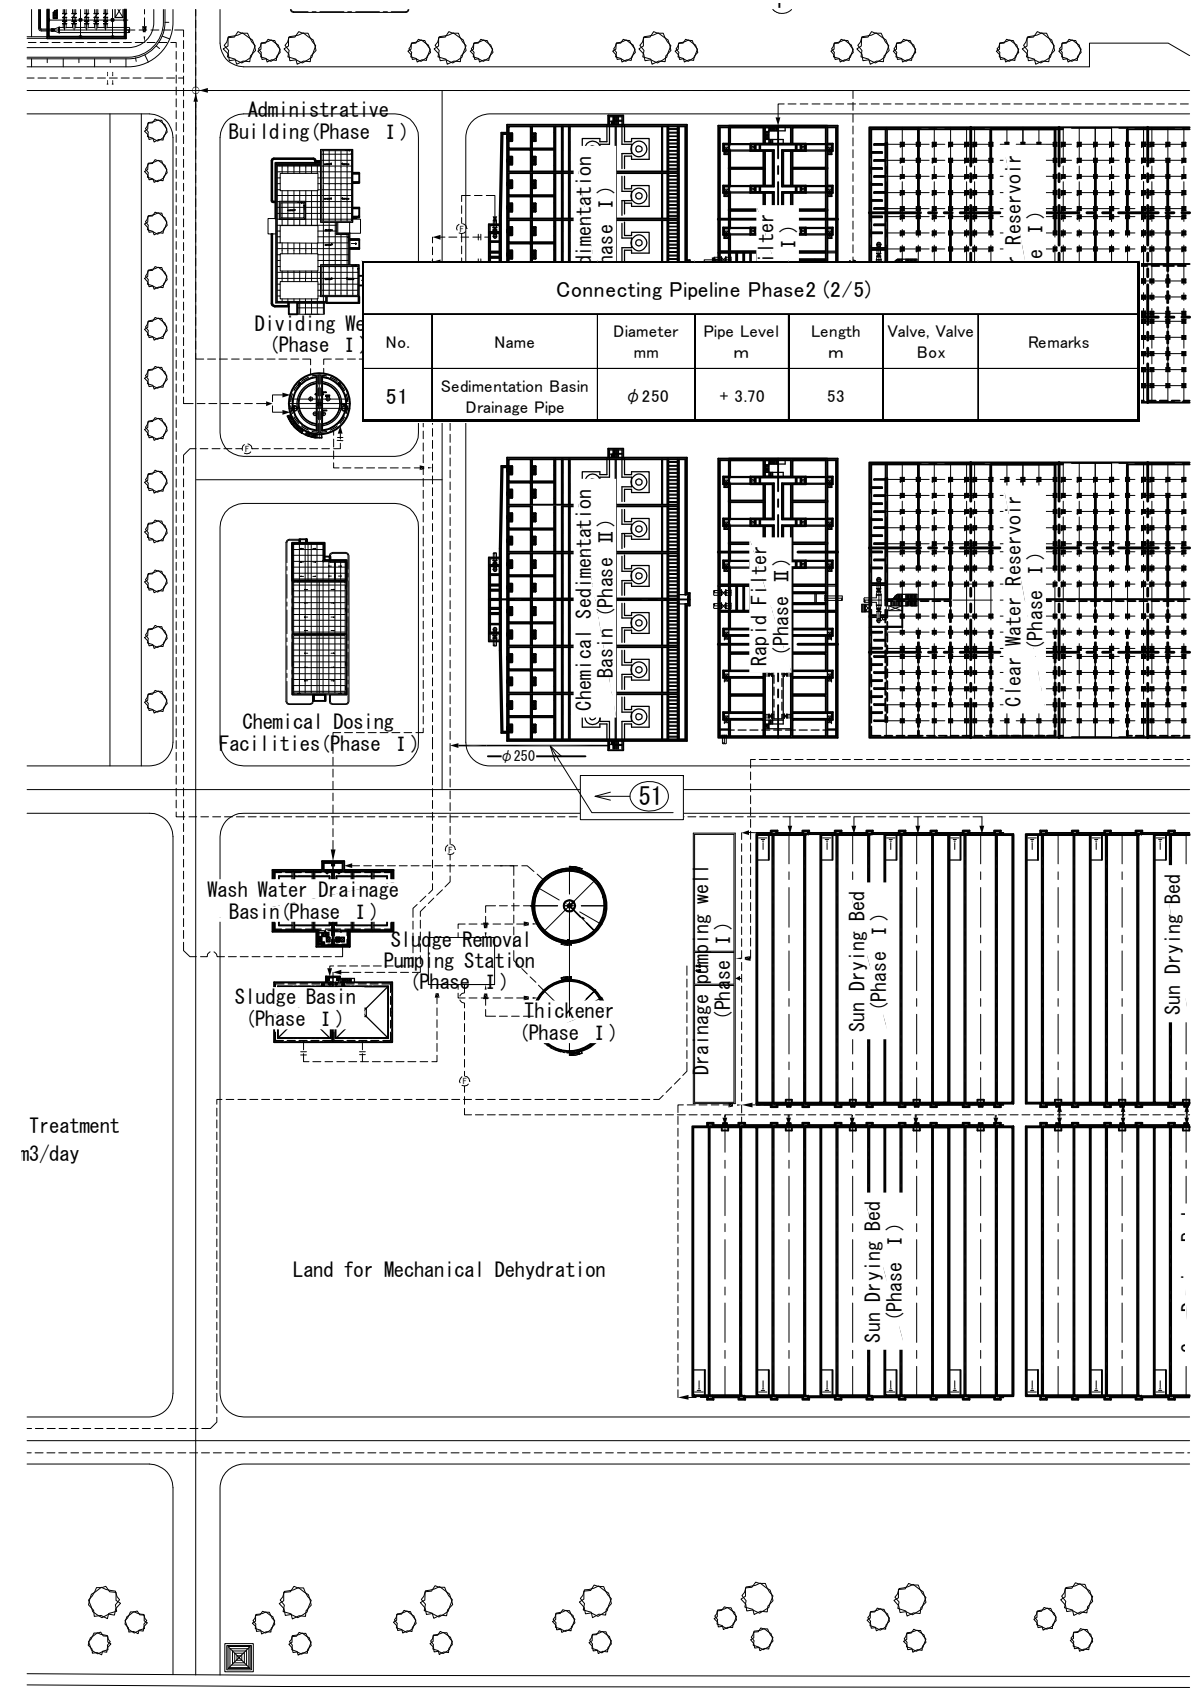 Administrative
Building(Phase Ⅰ)
Dividing We
(Phase Ⅰ
dimentation
hase Ⅰ)
ilter
Ⅰ)
Reservoir
e Ⅰ)
Connecting Pipeline Phase2 (2/5)
No.
Name
Diameter
mm
Pipe Level
m
Length
m
Valve, Valve
Box
Remarks
51
Sedimentation Basin
Drainage Pipe
φ250
+ 3.70
53
Chemical Sedimentation
Basin (Phase Ⅱ)
Rapid Filter
(Phase Ⅱ)
Clear Water Reservoir
(Phase Ⅰ)
Chemical Dosing
Facilities(Phase Ⅰ)
φ250
51
Wash Water Drainage
Basin(Phase Ⅰ)
Sludge Removal
Pumping Station
(Phase Ⅰ)
Sludge Basin
(Phase Ⅰ)
Thickener
(Phase Ⅰ)
Drainage pumping well
(Phase Ⅰ)
Sun Drying Bed
(Phase Ⅰ)
Sun Drying Bed
Treatment
m3/day
Land for Mechanical Dehydration
Sun Drying Bed
(Phase Ⅰ)